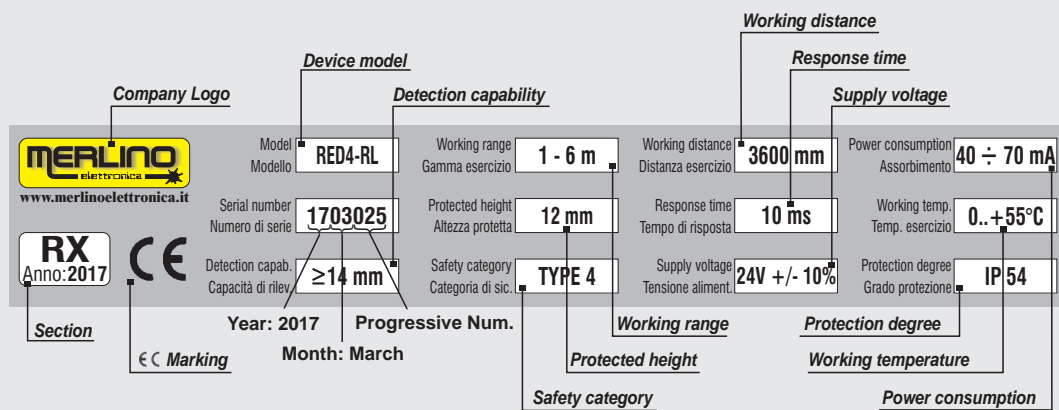 Working distance
Device model
Response time
Company Logo
Detection capability
Supply voltage
MERLINO
elettronica
www.merlinoelettronica.it
Model
Modello
RED4-RL
Working range
Gamma esercizio
1 - 6 m
Working distance
Distanza esercizio
3600 mm
Power consumption
Assorbimento
40 ÷ 70 mA
Serial number
Numero di serie
1703025
Protected height
Altezza protetta
12 mm
Response time
Tempo di risposta
10 ms
Working temp.
Temp. esercizio
0..+55°C
RX
Anno:2017
CE
Detection capab.
Capacità di rilev.
≥14 mm
Safety category
Categoria di sic.
TYPE 4
Supply voltage
Tensione aliment.
24V +/- 10%
Protection degree
Grado protezione
IP 54
Year: 2017
Progressive Num.
Section
Working range
Protection degree
Month: March
CE Marking
Protected height
Working temperature
Safety category
Power consumption